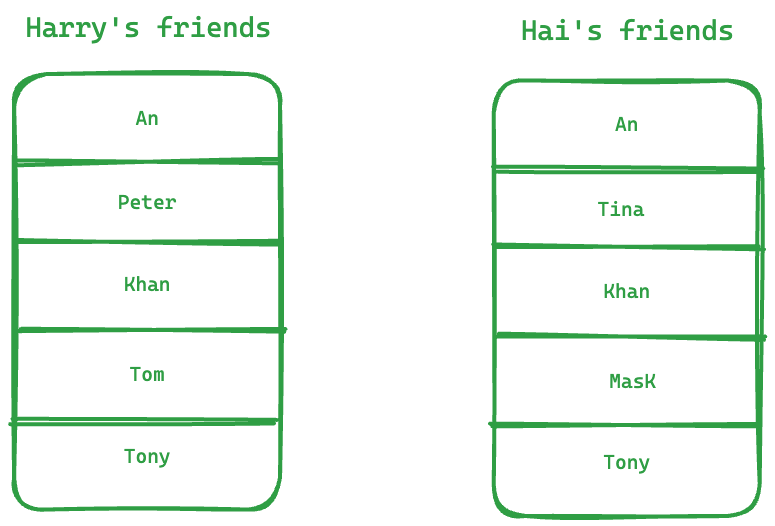 Harry's friends
An
Peter
Khan
Tom
Tony
Hai's friends
An
Tina
Khan
MasK
Tony